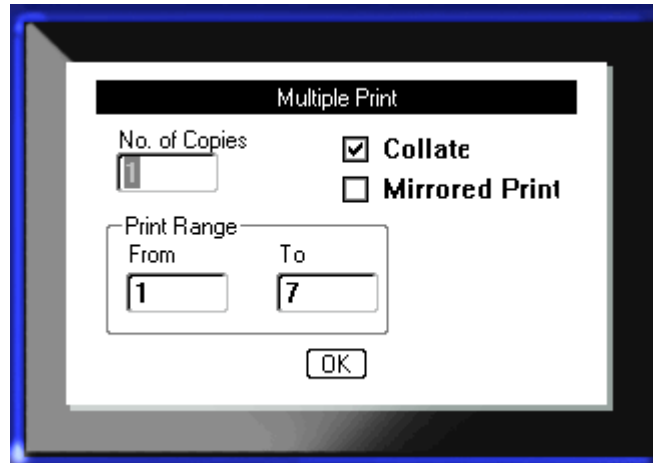 Multiple Print
No. of Copies
1
Collate
Mirrored Print
Print Range
From To
1 7
OK